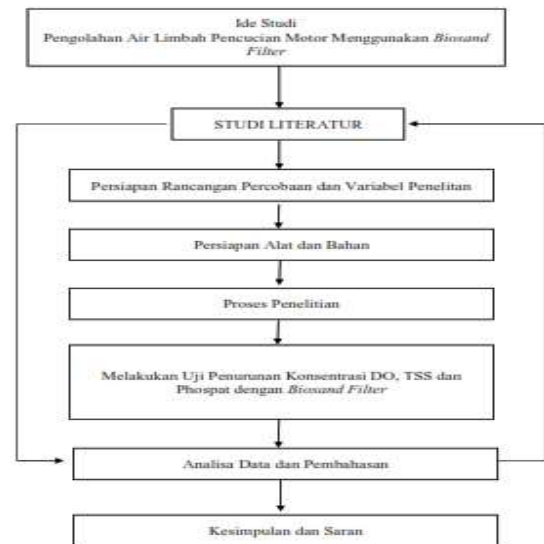 Ide Studi
Pengolahan Air Limbah Pencucian Motor Menggunakan Biosand
Filter
STUDI LITERATUR
Persiapan Rancangan Percobaan dan Variabel Penelitan
Persiapan Alat dan Bahan
Proses Penelitian
Melakukan Uji Penurunan Konsentrasi DO, TSS dan
Phospat dengan Biosand Filter
Analisa Data dan Pembahasan
Kesimpulan dan Saran